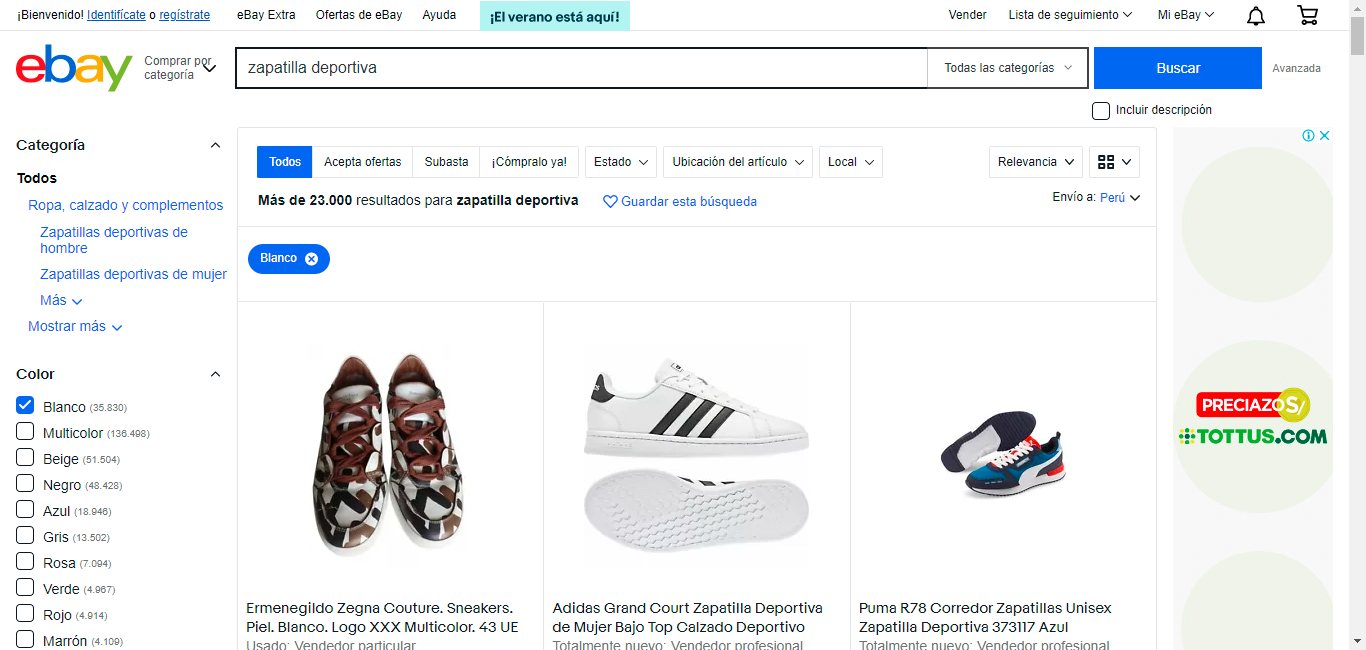 ¡Bienvenido! Identifícate o regístrate eBay Extra Ofertas de eBay Ayuda ¡El verano está aquí! Vender Lista de seguimiento Mi eBay
ebay
Comprar por
categoría
zapatilla deportiva Todas las categorías Buscar Avanzada
Incluir descripción
Categoría
Todos
Ropa, calzado y complementos
Zapatillas deportivas de
hombre
Zapatillas deportivas de mujer
Más
Mostrar más
Color
Blanco (35.830)
Multicolor (136.498)
Beige (51.504)
Negro (48.428)
Azul (18.946)
Gris (13.502)
Rosa (7.094)
Verde (4.967)
Rojo (4.914)
Marrón (4.109)
Todos Acepta ofertas Subasta ¡Cómpralo ya! Estado Ubicación del artículo Local Relevancia
Más de 23.000 resultados para zapatilla deportiva Guardar esta búsqueda Envío a: Perú
Blanco
Ermenegildo Zegna Couture. Sneakers.
Piel. Blanco. Logo XXX Multicolor. 43 UE
Usado: Vendedor particular
Adidas Grand Court Zapatilla Deportiva
de Mujer Bajo Top Calzado Deportivo
Totalmente nuevo: Vendedor profesional
Puma R78 Corredor Zapatillas Unisex
Zapatilla Deportiva 373117 Azul
Totalmente nuevo: Vendedor profesional
PRECIAZOS/
TOTTUS.COM